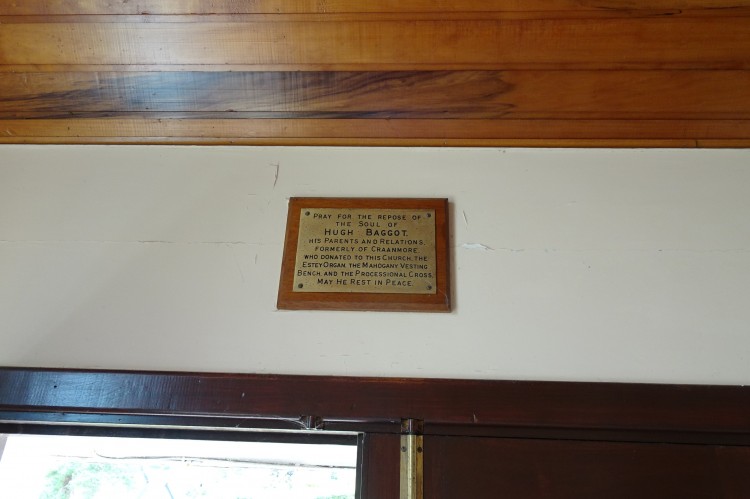 PRAY FOR THE REPOSE OF
THE SOUL OF
HUGH BAGGOT,
HIS PARENTS AND RELATIONS
FORMERLY OF CRAANMORE,
WHO DONATED TO THIS CHURCH, THE
ESTEY ORGAN, THE MAHOGANY VESTING
BENCH, AND THE PROCESSIONAL CROSS.
MAY HE REST IN PEACE.